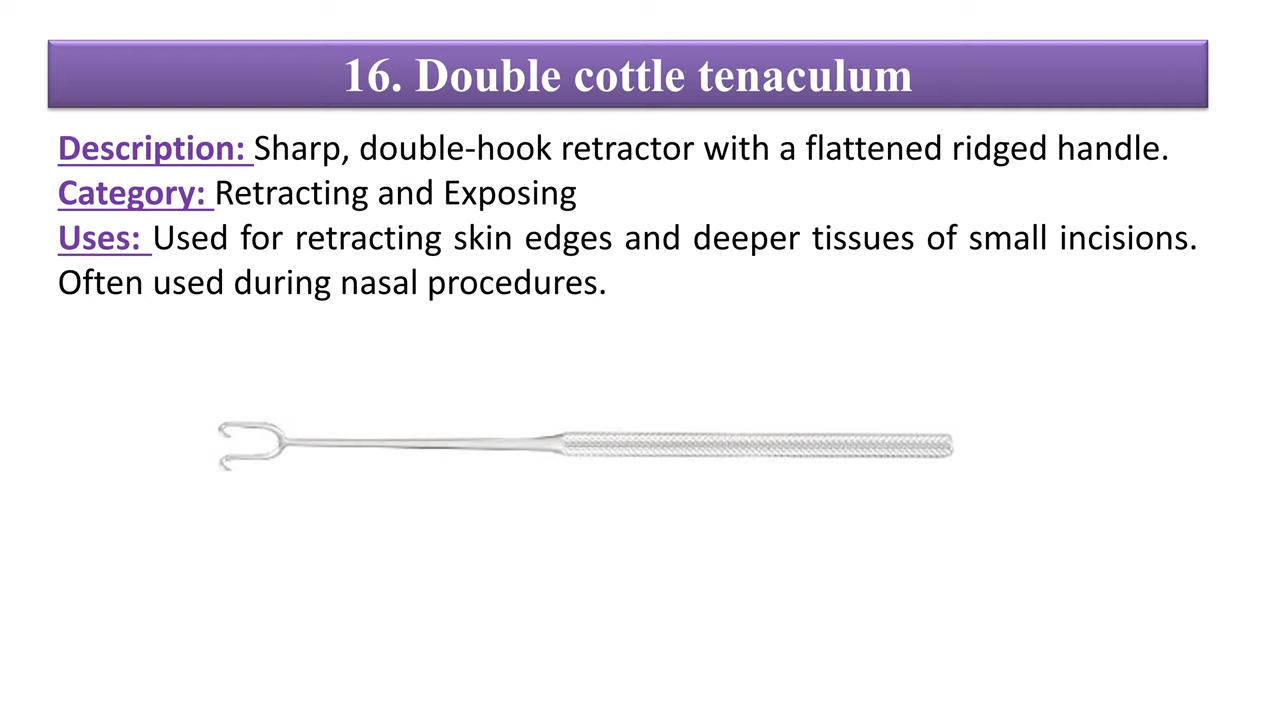 16. Double cottle tenaculum
Description: Sharp, double-hook retractor with a flattened ridged handle.
Category: Retracting and Exposing
Uses: Used for retracting skin edges and deeper tissues of small incisions.
Often used during nasal procedures.